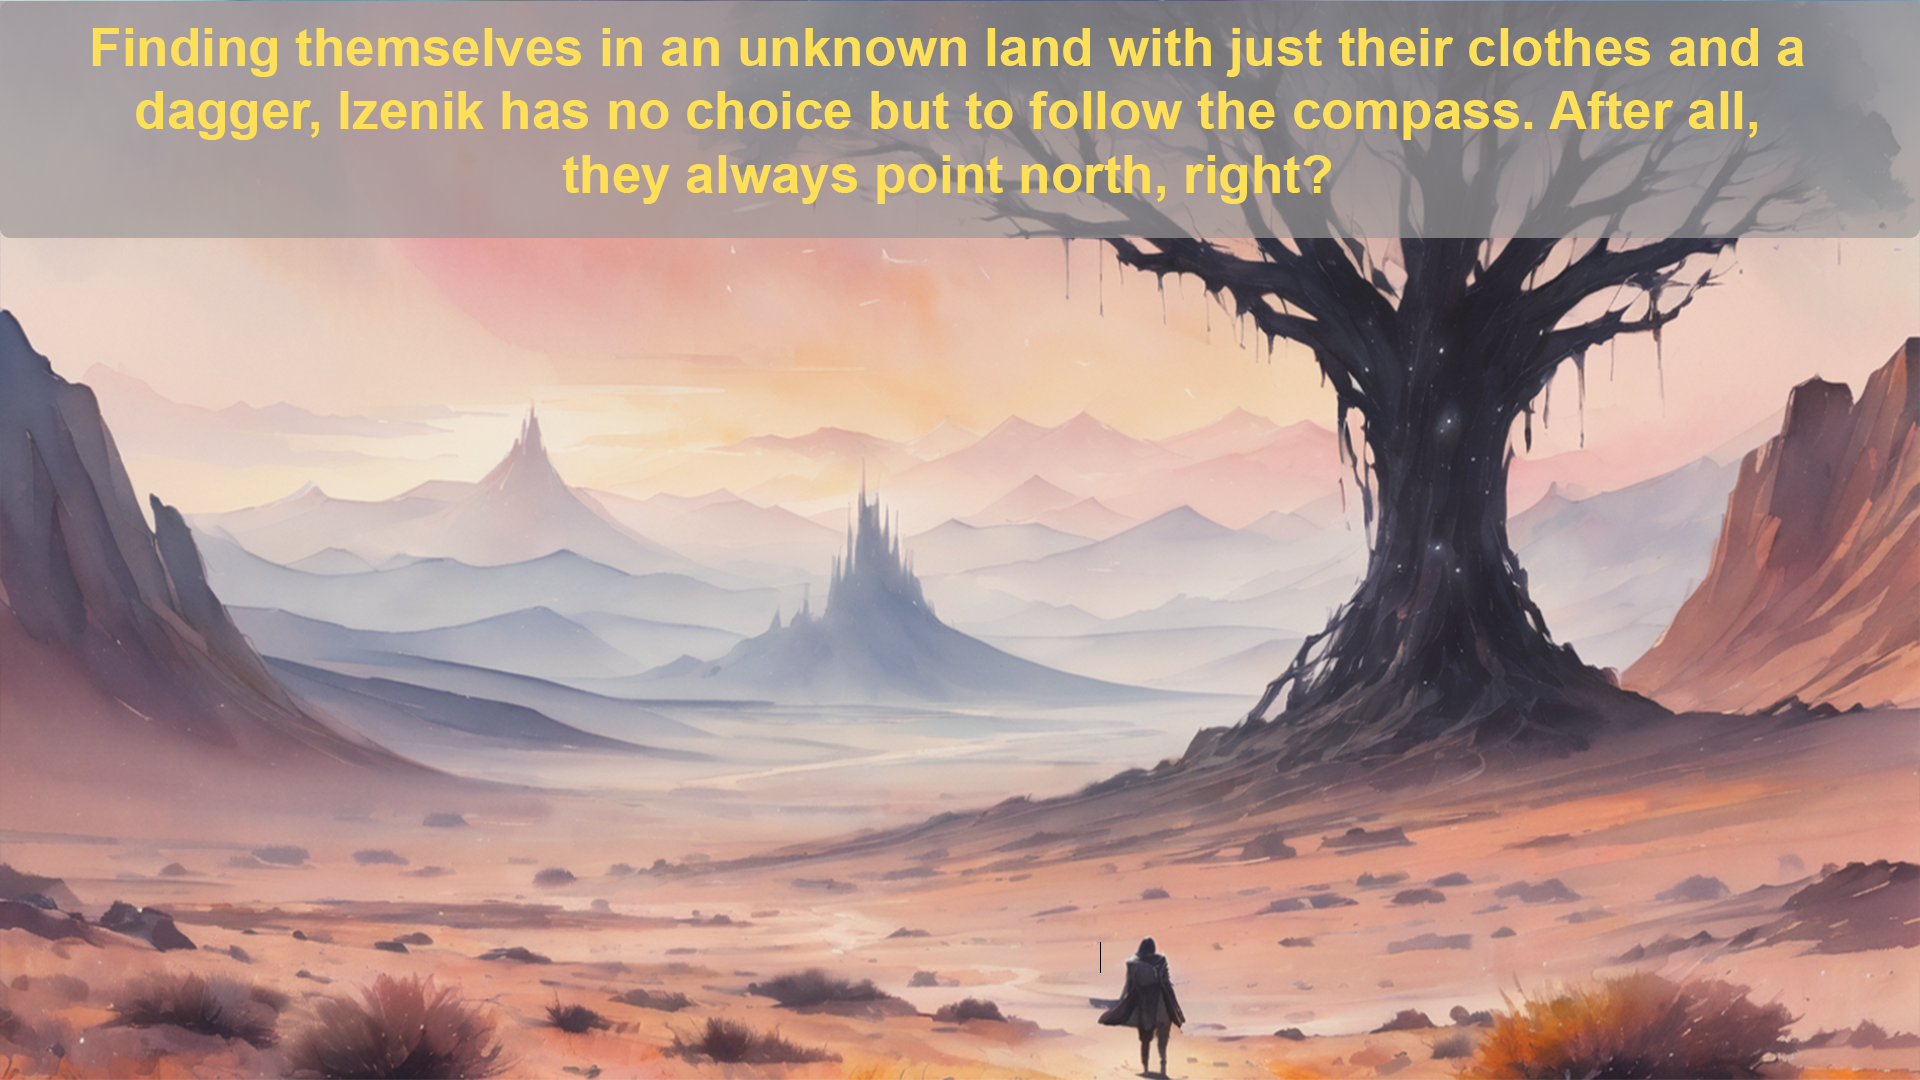 Finding themselves in an unknown land with just their clothes and a
dagger, Izenik has no choice but to follow the compass. After all,
they always point north, right?